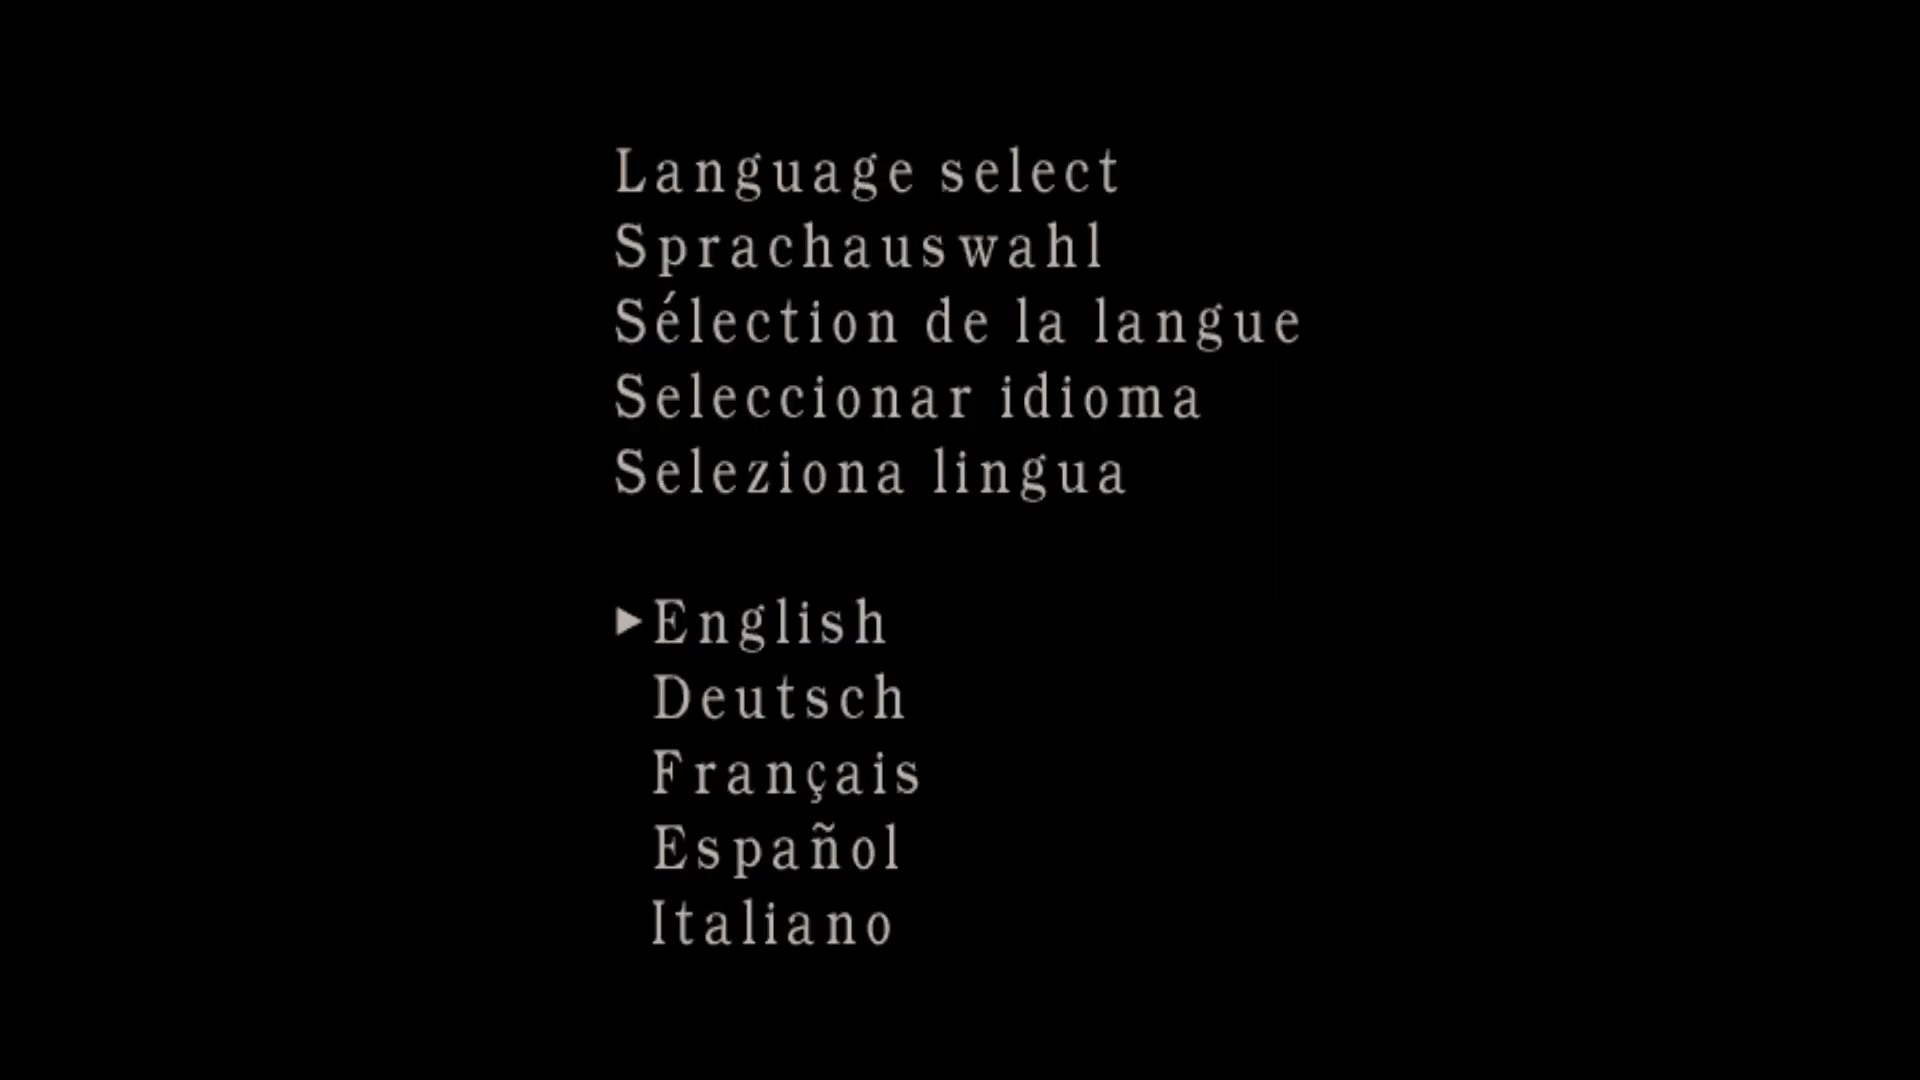 Language select
Sprachauswahl
Sélection de la langue
Seleccionar idioma
Seleziona lingua
▶English
Deutsch
Français
Español
Italiano